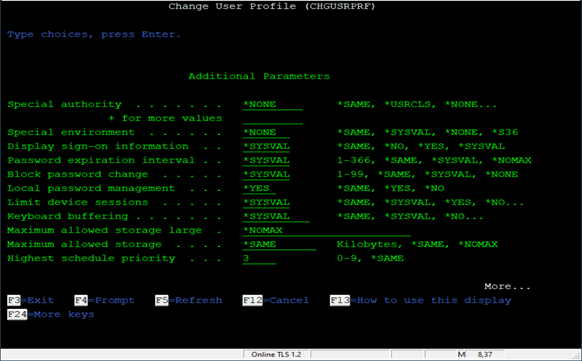 Change User Profile (CHGUSRPRF)
Type choices, press Enter.
Additional Parameters
Special authority . . . . . . . *NONE *SAME, *USRCLS, *NONE...
+ for more values
Special environment . . . . . . *NONE *SAME, *SYSVAL, *NONE, *S36
Display sign-on information . . *SYSVAL *SAME, *NO, *YES, *SYSVAL
Password expiration interval . . *SYSVAL 1-366, *SAME, *SYSVAL, *NOMAX
Block password change . . . . . *SYSVAL 1-99, *SAME, *SYSVAL, *NONE
Local password management . . . *YES *SAME, *YES, *NO
Limit device sessions . . . . . *SYSVAL *SAME, *SYSVAL, *YES, *NO...
Keyboard buffering . . . . . . . *SYSVAL *SAME, *SYSVAL, *NO...
Maximum allowed storage large . *NOMAX
Maximum allowed storage . . . . *SAME Kilobytes, *SAME, *NOMAX
Highest schedule priority . . . 3 0-9, *SAME
More...
F3=Exit F4=Prompt F5=Refresh F12=Cancel F13=How to use this display
F24=More keys
Online TLS 1.2 M 8,37